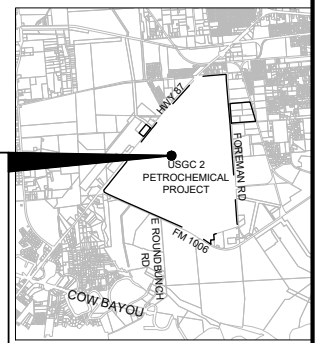 HWY 87
USGC 2
PETROCHEMICAL
PROJECT
FOREMAN RD
FM 1006
E ROUNDBUNCH
RD
COW BAYOU